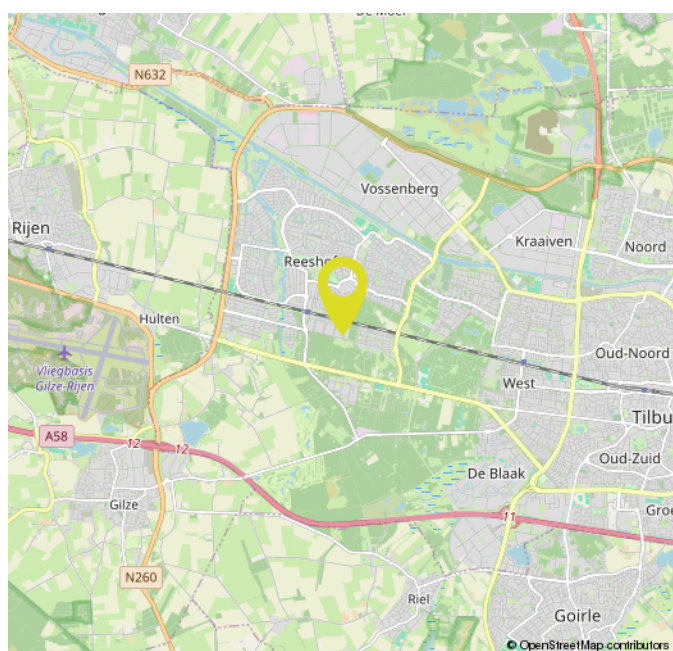 De Moer
N632
Vossenberg
Rijen
Kraaiven
Noord
Reeshof
Hulten
Oud-Noord
Vliegbasis
Gilze-Rijen
West
Tilbu
A58
12
12
De Blaak
Oud-Zuid
Gilze
11
Groe
N260
Riel
Goirle
© OpenStreetMap contributors